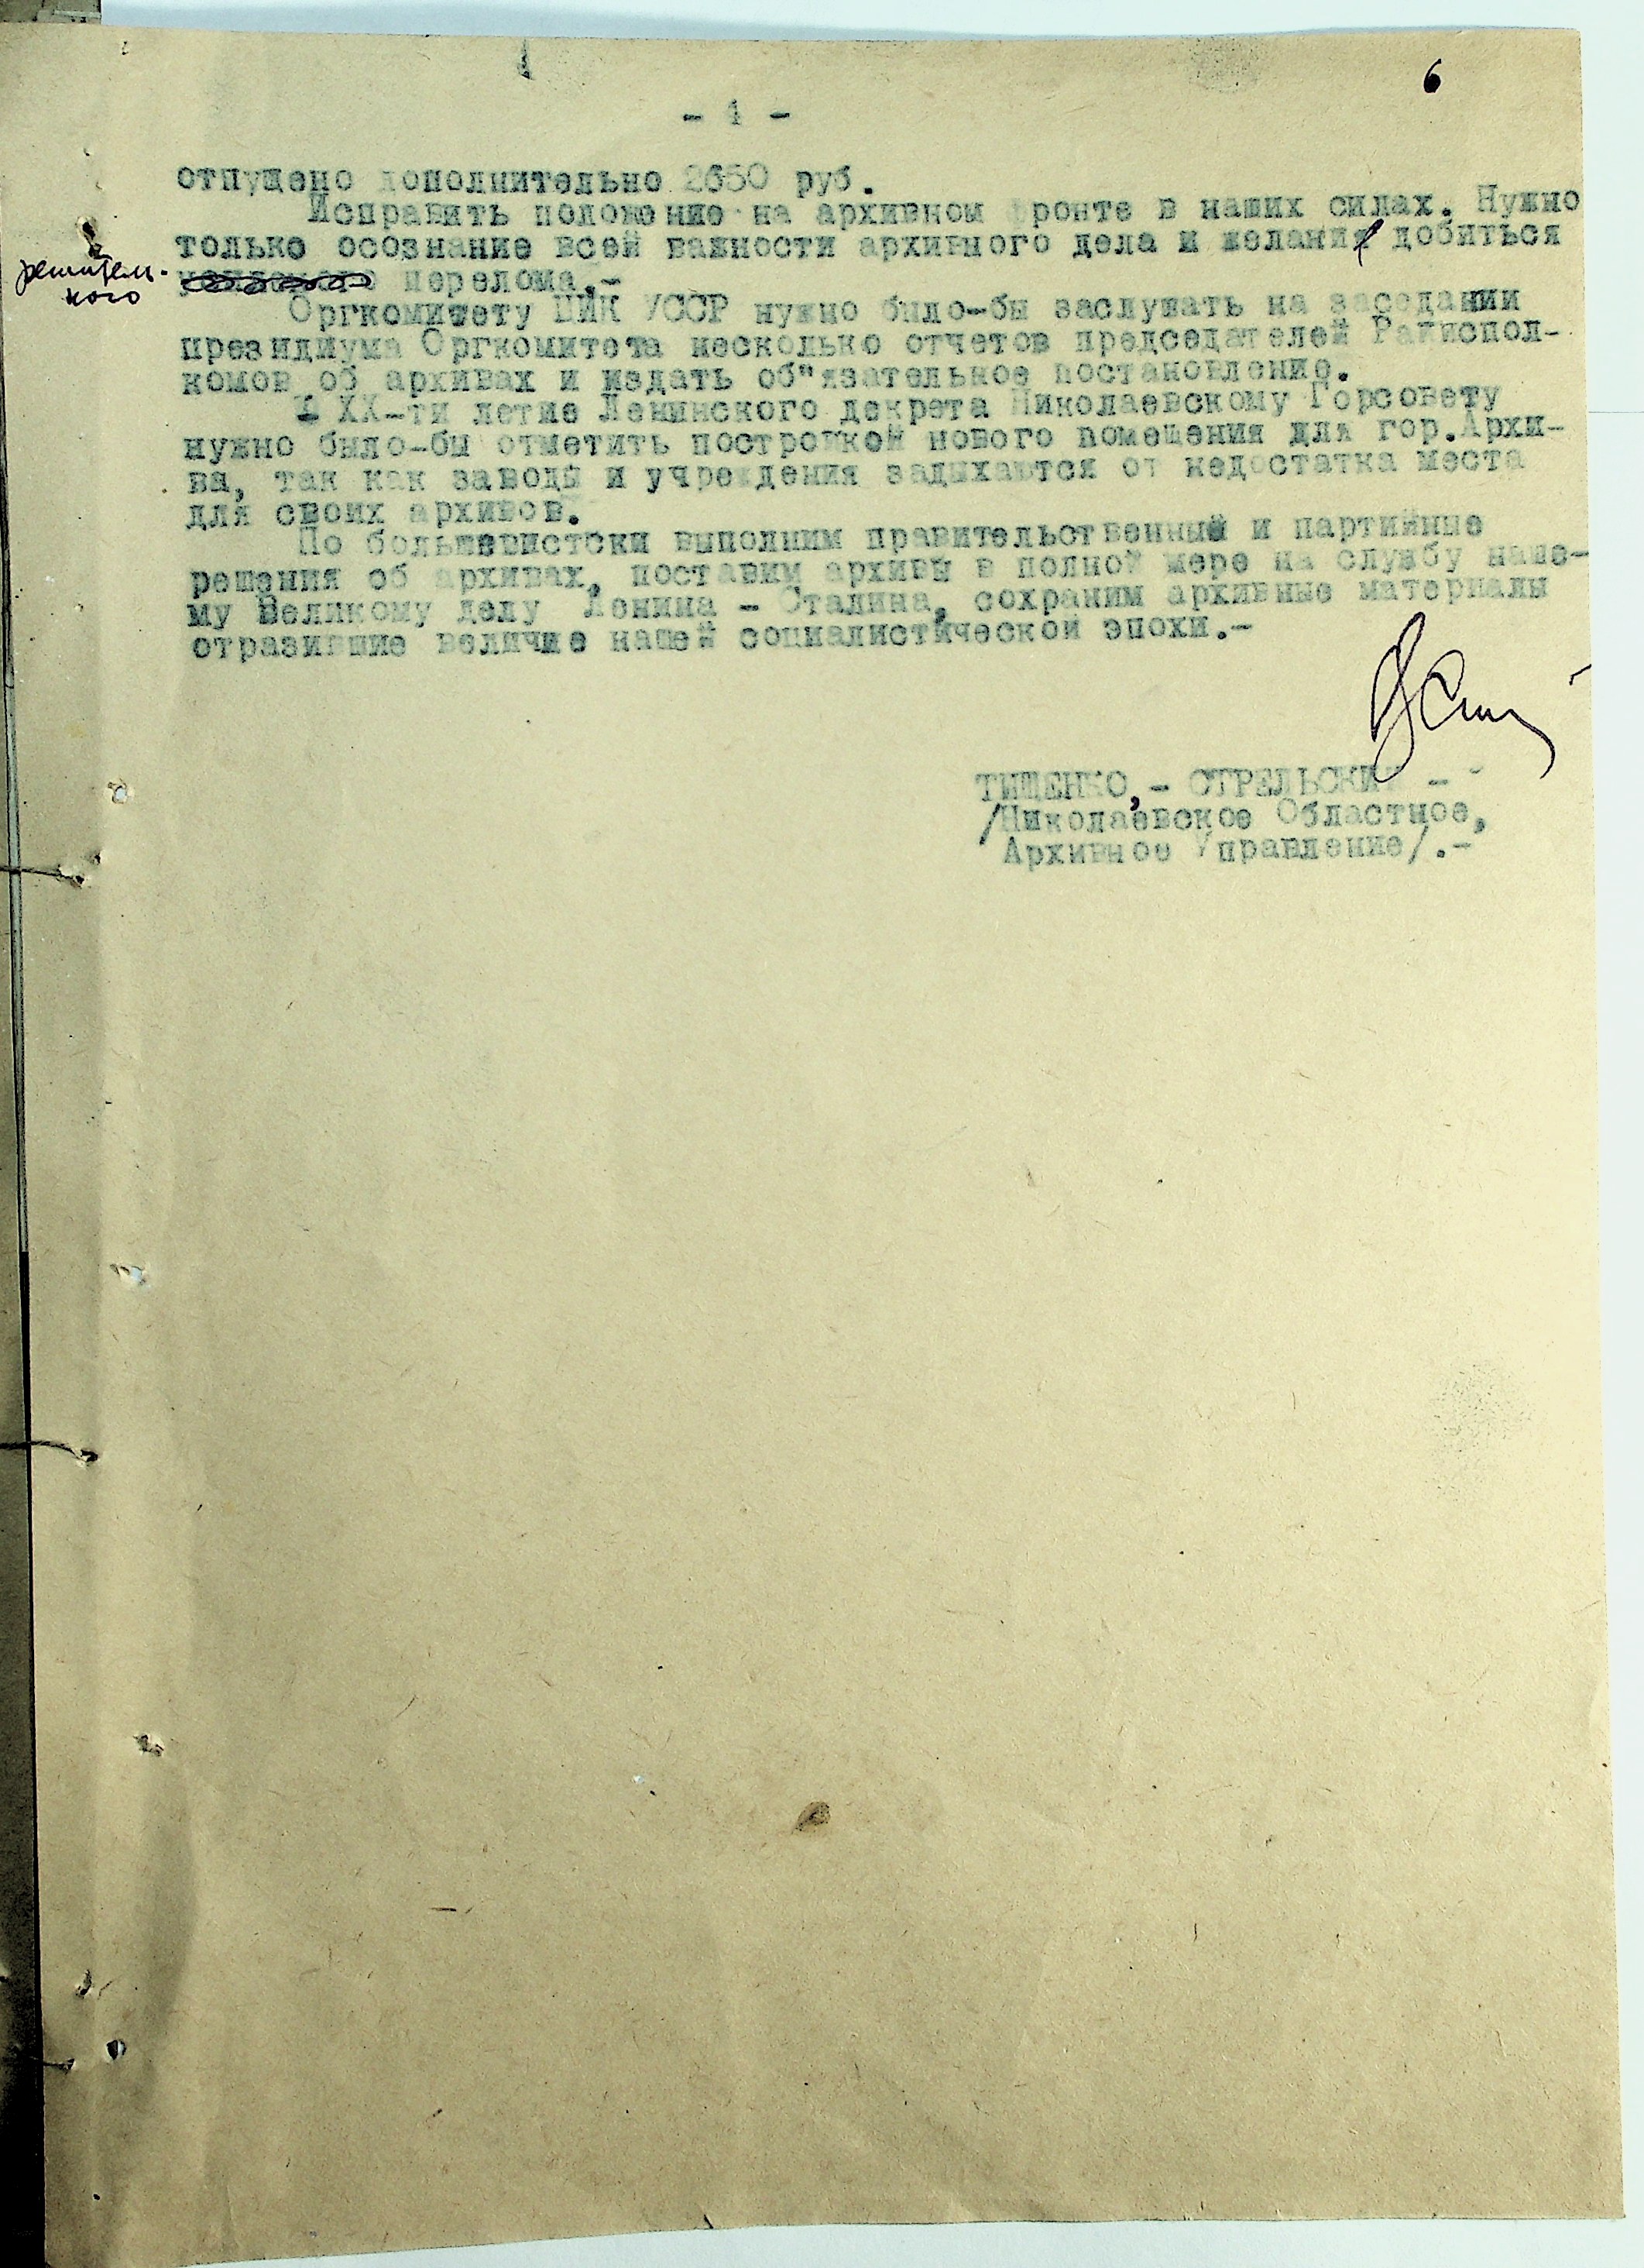 6
- 4 -
отпущено дополнительно 2650 руб.
Исправить положение на архивном фронте в наших силах. Нужно
только осознание всей важности архивного дела и желание добиться
решитель-
ного
перелома.-
Оргкомитету ЦИК УССР нужно было-бы заслушать на заседании
президиума Оргкомитета несколько отчетов председателей Райиспол-
комов об архивах и издать об"язательное постановление.
ХХ-ти летие Ленинского декрета Николаевскому Горсовету
нужно было-бы отметить постройкой нового помещения для гор.Архи-
ва, так как заводы и учреждения задыхаются от недостатка места
для своих архивов.
По большевистски выполним правительственные и партийные
решения об архивах, поставим архивы в полной мере на службу наше-
му Великому делу Ленина - Сталина, сохраним архивные материалы
отразившие величие нашей социалистической эпохи.-
ТИЩЕНКО,- СТРЕЛЬСКИЙ -
/Николаевское Областное,
Архивное Управление/.-